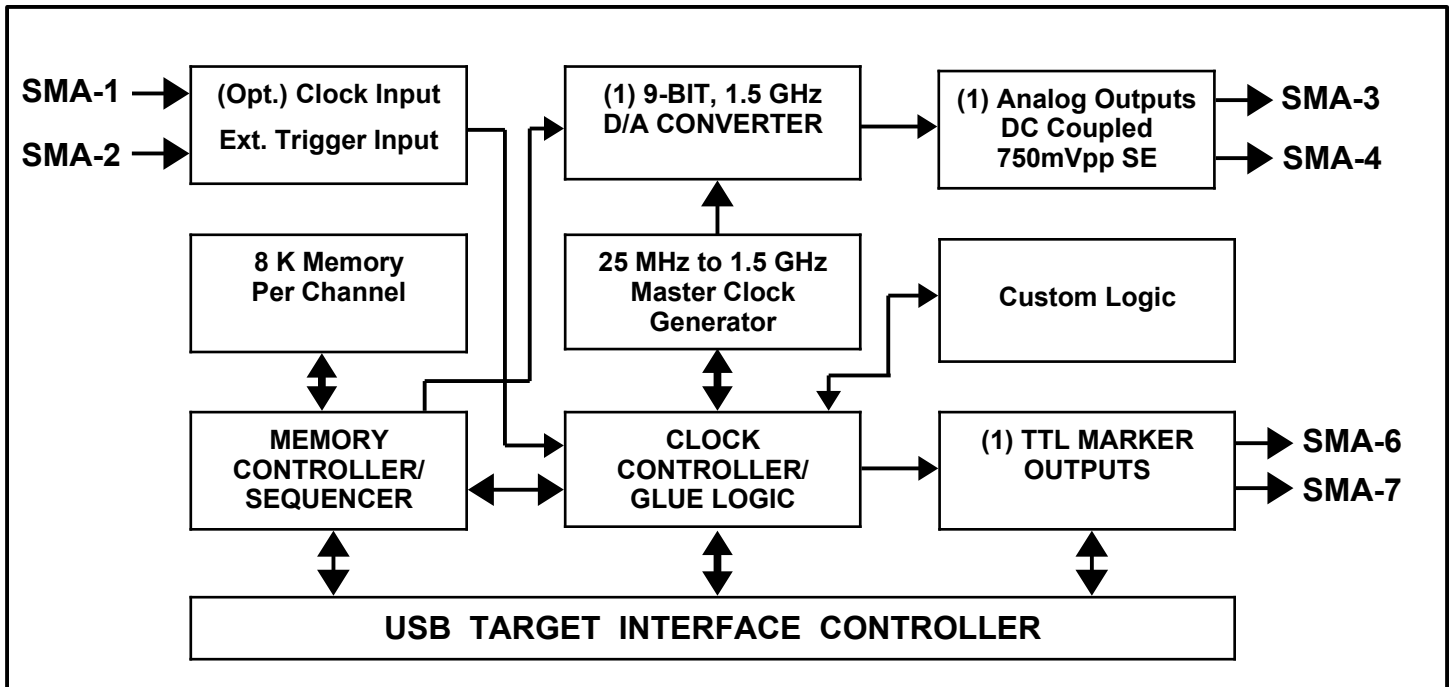 SMA-1
SMA-2
(Opt.) Clock Input
Ext. Trigger Input
(1) 9-BIT, 1.5 GHz
D/A CONVERTER
(1) Analog Outputs
DC Coupled
750mVpp SE
SMA-3
SMA-4
8 K Memory
Per Channel
25 MHz to 1.5 GHz
Master Clock
Generator
Custom Logic
MEMORY
CONTROLLER/
SEQUENCER
CLOCK
CONTROLLER/
GLUE LOGIC
(1) TTL MARKER
OUTPUTS
SMA-6
SMA-7
USB TARGET INTERFACE CONTROLLER